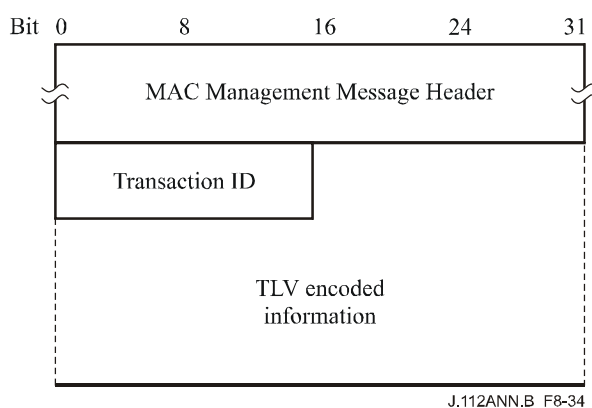 Bit 0 8 16 24 31
MAC Management Message Header
Transaction ID
TLV encoded
information
J.112ANN.B F8-34